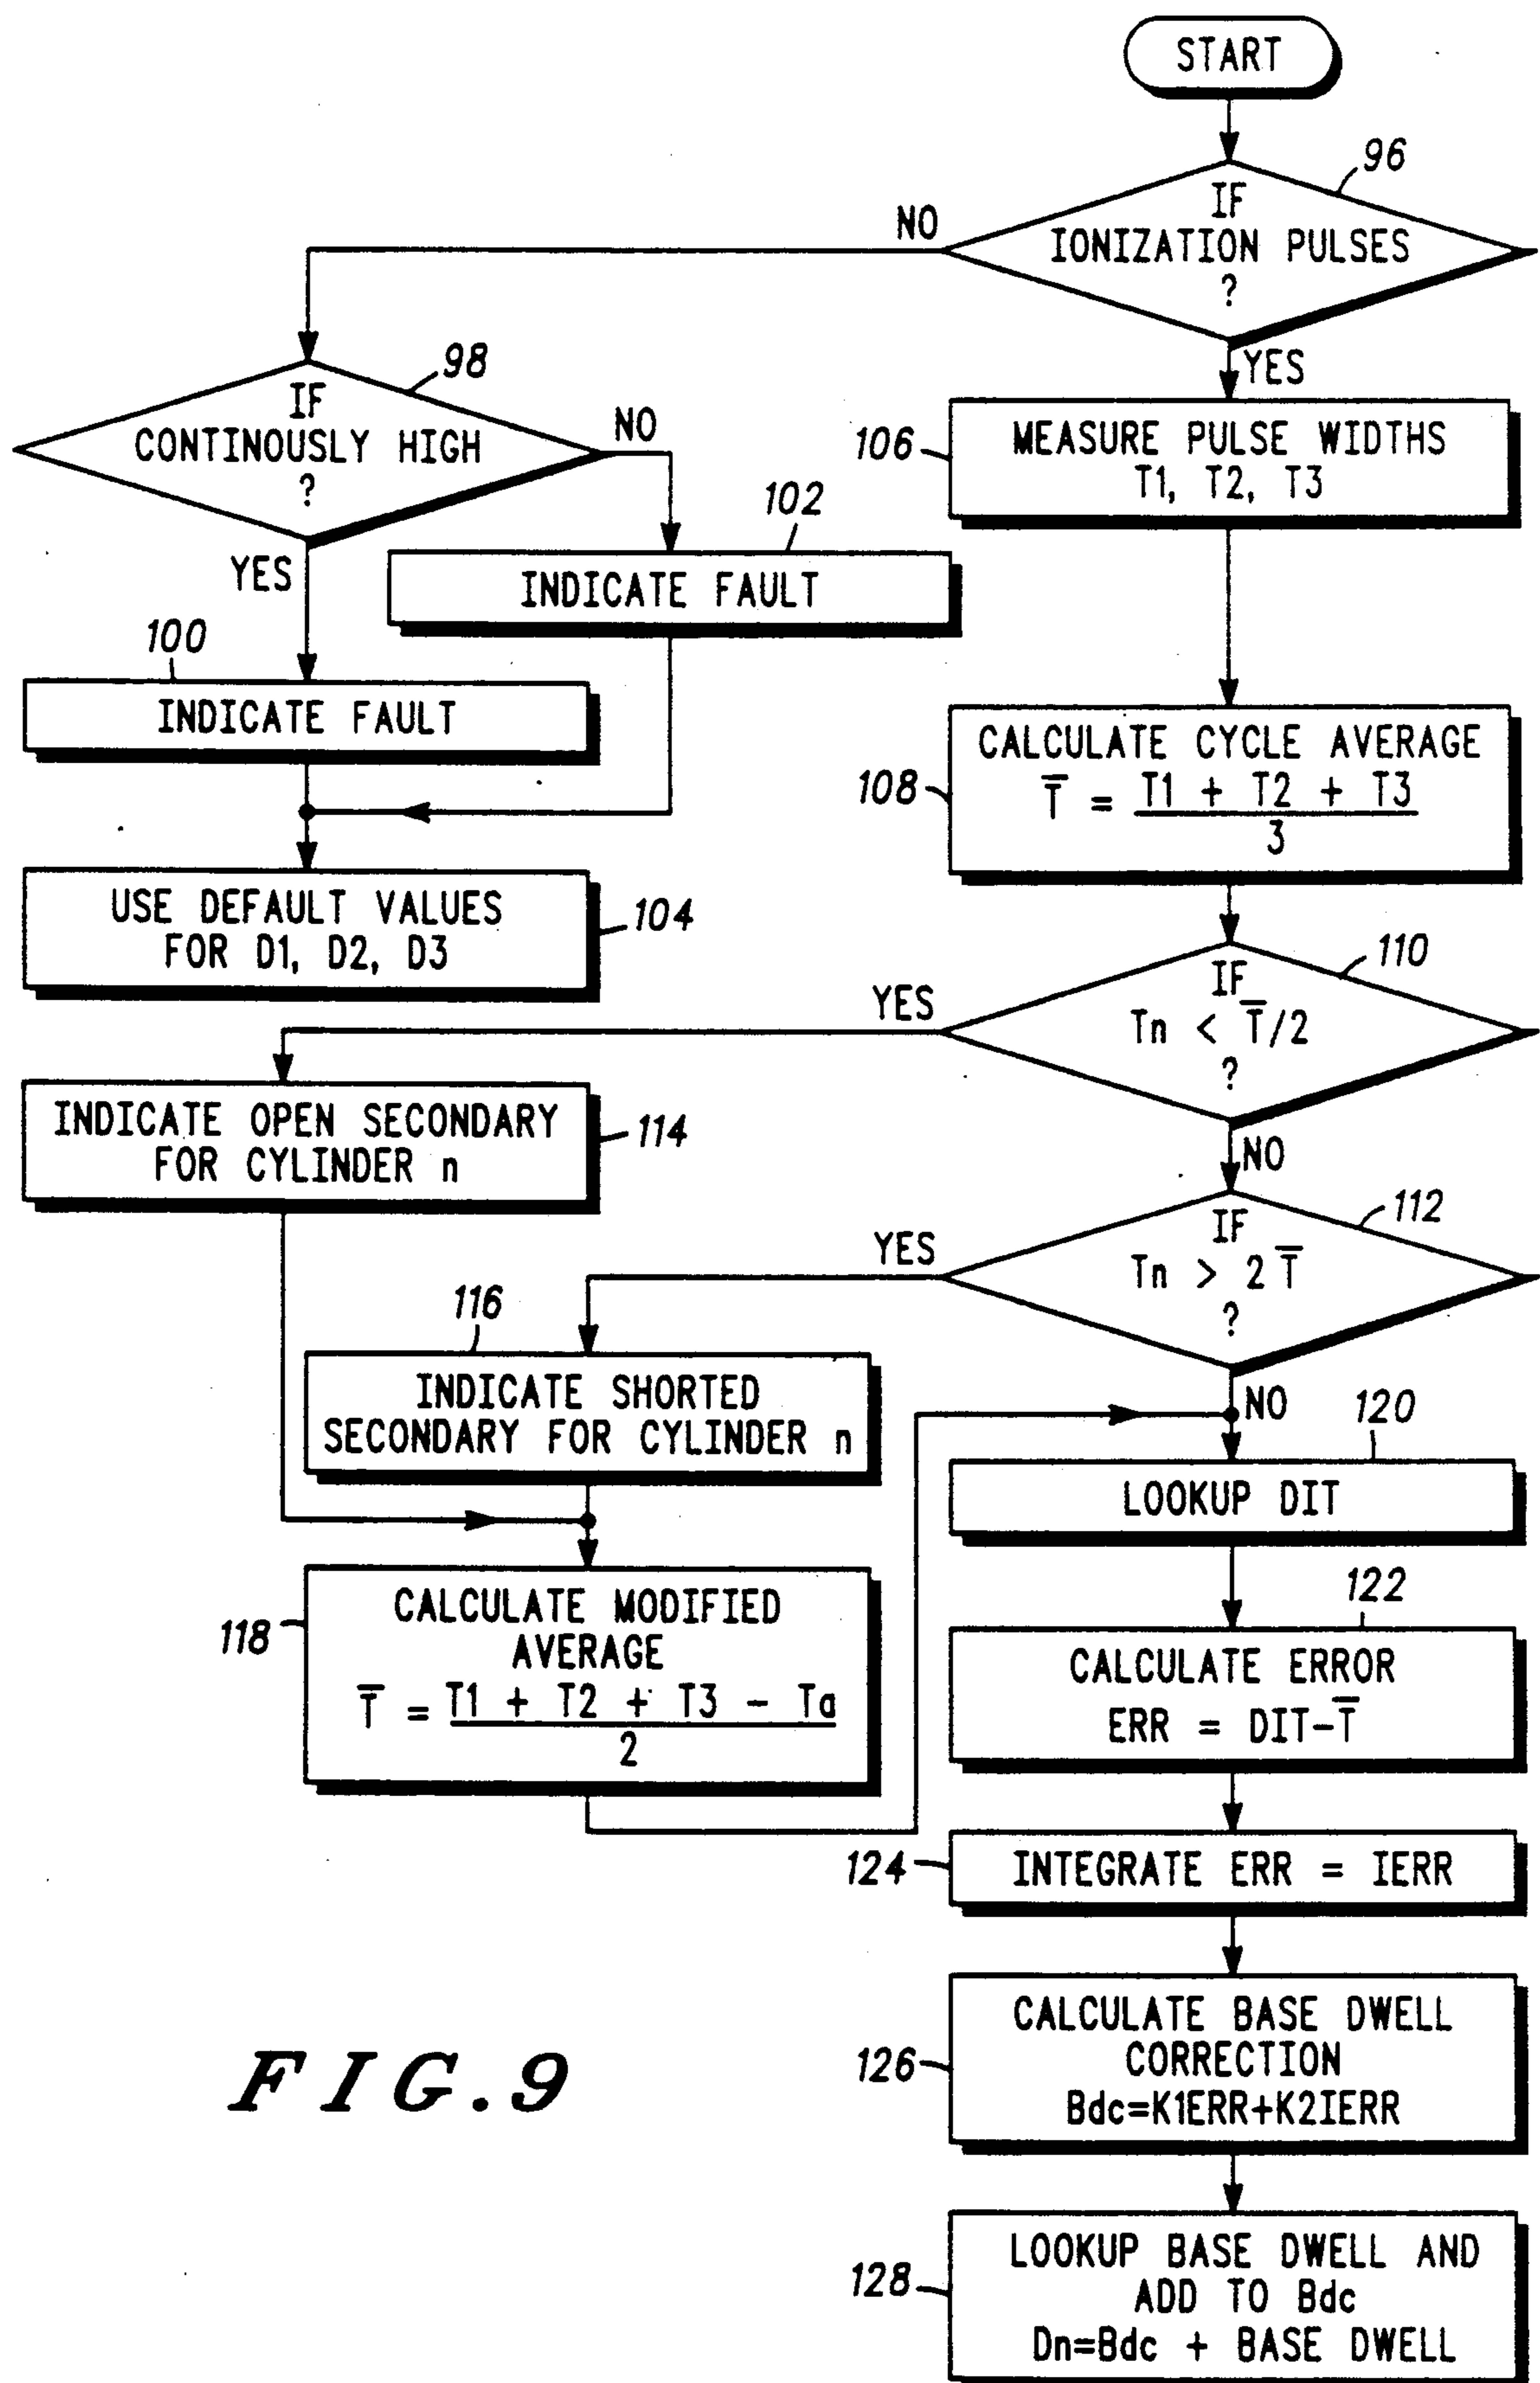 START
96
IF
IONIZATION PULSES
?
NO
YES
98
IF
CONTINOUSLY HIGH
?
NO
YES
102
INDICATE FAULT
100
INDICATE FAULT
USE DEFAULT VALUES
FOR D1, D2, D3
104
106
MEASURE PULSE WIDTHS
T1, T2, T3
108
CALCULATE CYCLE AVERAGE
T̅ = T1 + T2 + T3
3
110
IF
Tn < T̅/2
?
YES
NO
INDICATE OPEN SECONDARY
FOR CYLINDER n
114
112
IF
Tn > 2 T̅
?
YES
NO
116
INDICATE SHORTED
SECONDARY FOR CYLINDER n
118
CALCULATE MODIFIED
AVERAGE
T̅ = T1 + T2 + T3 - Ta
2
120
LOOKUP DIT
122
CALCULATE ERROR
ERR = DIT-T̅
124
INTEGRATE ERR = IERR
126
CALCULATE BASE DWELL
CORRECTION
Bdc=K1ERR+K2IERR
128
LOOKUP BASE DWELL AND
ADD TO Bdc
Dn=Bdc + BASE DWELL
FIG.9